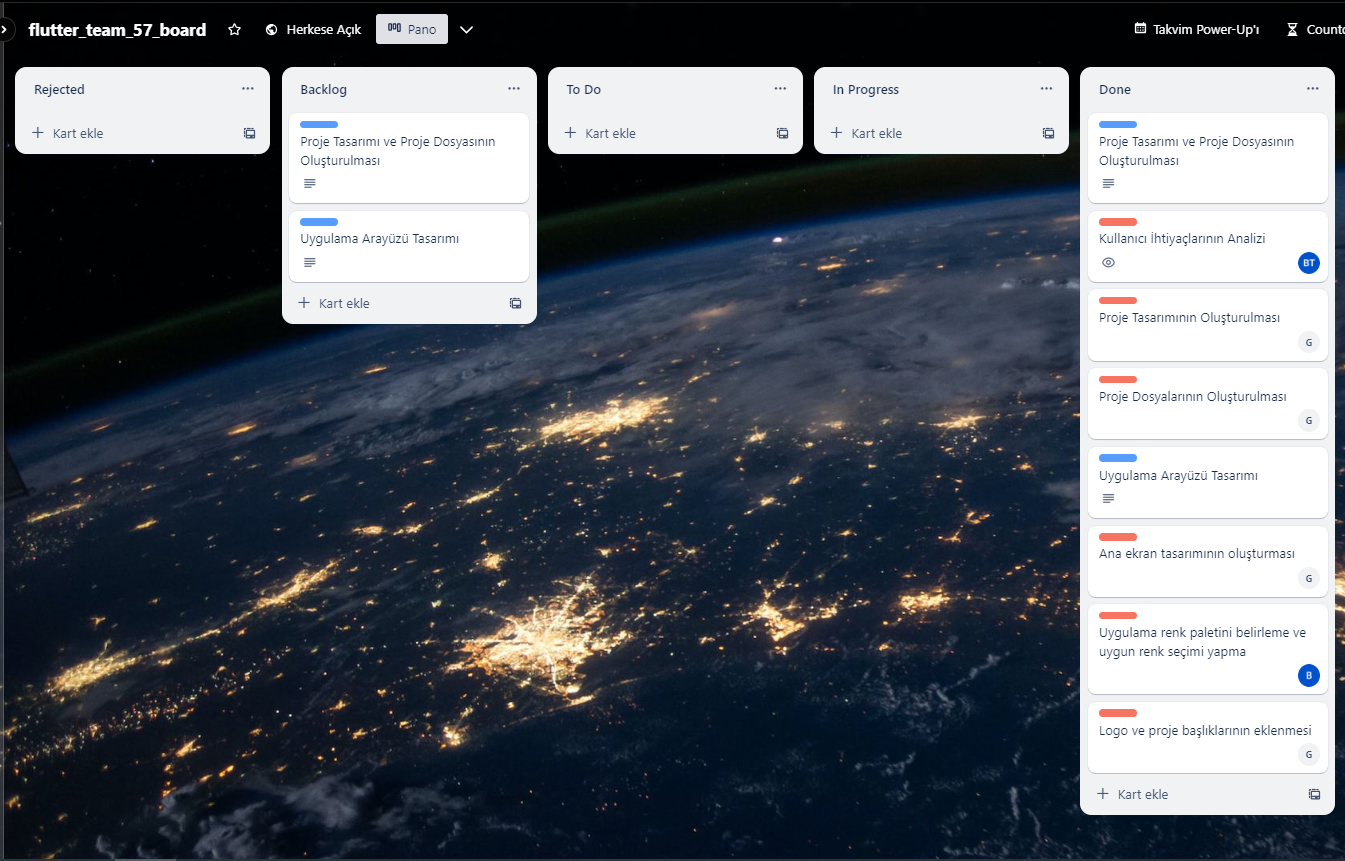 flutter_team_57_board
Herkese Açık
Pano
Takvim Power-Up'ı
Rejected
Kart ekle
Backlog
Proje Tasarımı ve Proje Dosyasının
Oluşturulması
Uygulama Arayüzü Tasarımı
Kart ekle
To Do
Kart ekle
In Progress
Kart ekle
Done
Proje Tasarımı ve Proje Dosyasının
Oluşturulması
Kullanıcı İhtiyaçlarının Analizi
BT
Proje Tasarımının Oluşturulması
G
Proje Dosyalarının Oluşturulması
G
Uygulama Arayüzü Tasarımı
Ana ekran tasarımının oluşturması
G
Uygulama renk paletini belirleme ve
uygun renk seçimi yapma
B
Logo ve proje başlıklarının eklenmesi
G
Kart ekle